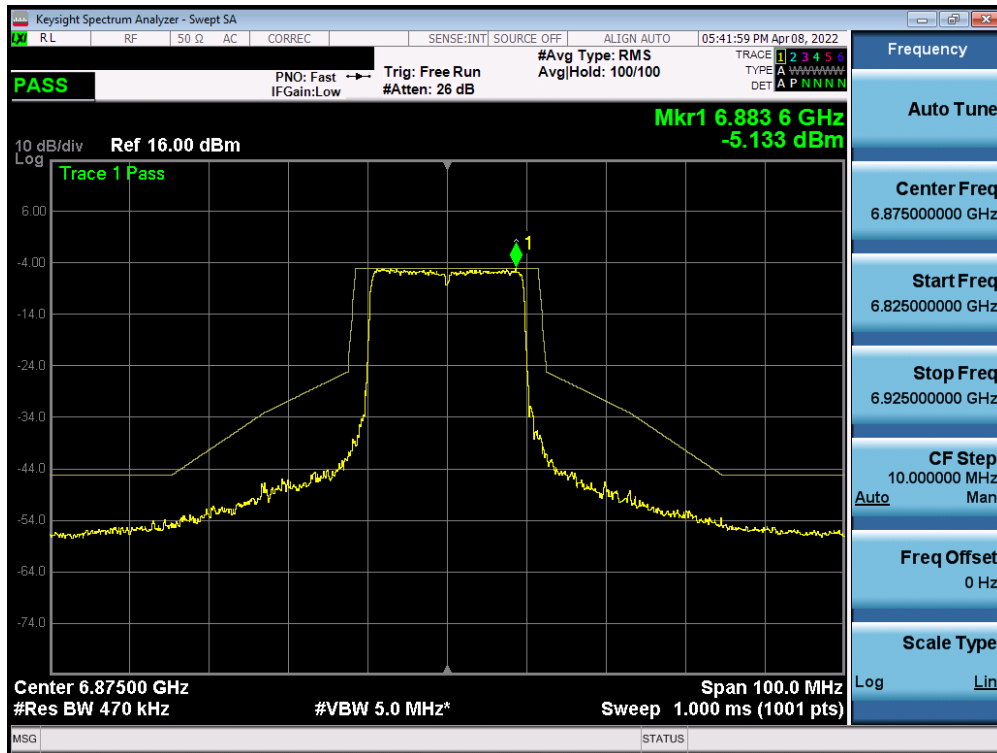 Keysight Spectrum Analyzer - Swept SA
LXI RL RF 50 Ω AC CORREC SENSE:INT SOURCE OFF ALIGN AUTO 05:41:59 PM Apr 08, 2022
PASS
PNO: Fast
IFGain:Low
Trig: Free Run
#Atten: 26 dB
#Avg Type: RMS
Avg|Hold: 100/100
TRACE 1 2 3 4 5 6
TYPE A WWWWW
DET A P N N N N
Mkr1 6.883 6 GHz
-5.133 dBm
10 dB/div Ref 16.00 dBm
Log
Trace 1 Pass
1
6.00
-4.00
-14.0
-24.0
-34.0
-44.0
-54.0
-64.0
-74.0
Center 6.87500 GHz Span 100.0 MHz
#Res BW 470 kHz #VBW 5.0 MHz* Sweep 1.000 ms (1001 pts)
MSG STATUS
Frequency
Auto Tune
Center Freq
6.875000000 GHz
Start Freq
6.825000000 GHz
Stop Freq
6.925000000 GHz
CF Step
10.000000 MHz
Auto Man
Freq Offset
0 Hz
Scale Type
Log Lin